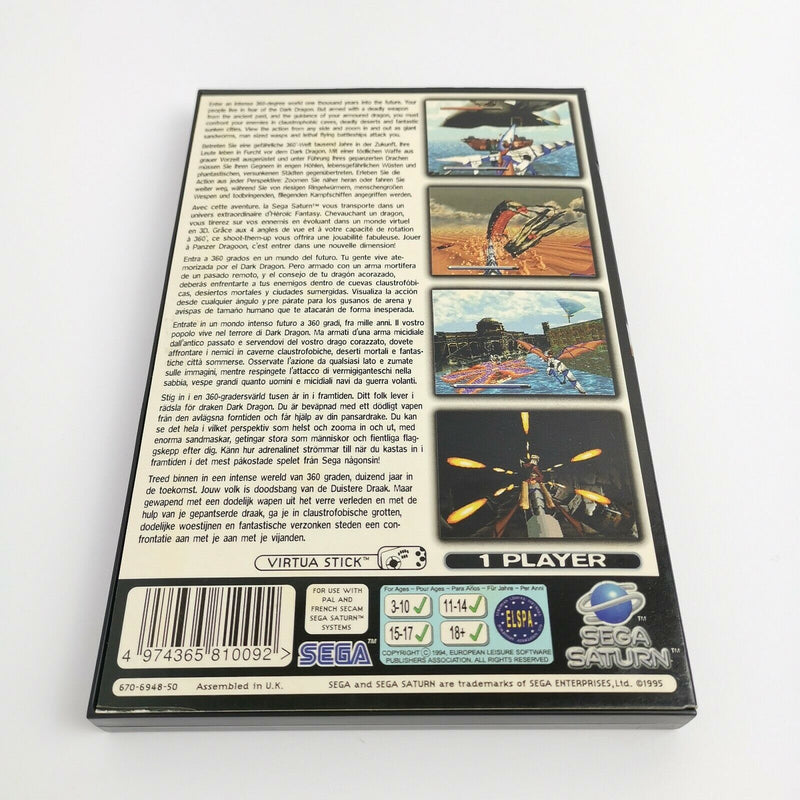 Enter an intense 360-degree world one thousand years into the future. Your
people live in fear of the Dark Dragon. But armed with a deadly weapon
from the ancient past, and the guidance of your armoured dragon, you must
confront your enemies in claustrophobic caves, deadly deserts and fantastic
sunken cities. View the action from any side and zoom in and out as giant
sandworms, man sized wasps and lethal flying battleships attack you.
Betreten Sie eine gefährliche 360°-Welt tausend Jahre in der Zukunft. Ihre
Leute leben in Furcht vor dem Dark Dragon. Mit einer tödlichen Waffe aus
grauer Vorzeit ausgerüstet und unter Führung Ihres gepanzerten Drachen
müssen Sie Ihren Gegnern in engen Höhlen, lebensgefährlichen Wüsten und
phantastischen, versunkenen Städten gegenübertreten. Erleben Sie die
Action aus jeder Perspektive: Zoomen Sie näher heran oder fahren Sie
weiter weg, während Sie von riesigen Ringelwürmern, menschengroßen
Wespen und todbringenden, fliegenden Kampfschiffen angegriffen werden.
Avec cette aventure, la Sega Saturn™ vous transporte dans un
univers extraordinaire d'Héroïc Fantasy. Chevauchant un dragon,
vous tirerez sur vos ennemis en évoluant dans un monde virtuel
en 3D. Grâce aux 4 angles de vue et à votre capacité de rotation
à 360°, ce shoot-them-up vous offrira une jouabilité fabuleuse. Jouer
à Panzer Dragoon, c'est entrer dans une nouvelle dimension!
Entra a 360 grados en un mundo del futuro. Tu gente vive ate-
morizada por el Dark Dragon. Pero armado con un arma mortifera
de un pasado remoto, y el consejo de tu dragón acorazado,
deberás enfrentarte a tus enemigos dentro de cuevas claustrofóbi-
cas, desiertos mortales y ciudades sumergidas. Visualiza la acción
desde cualquier ángulo y pre párate para los gusanos de arena y
avispas de tamaño humano que te atacarán de forma inesperada.
Entrate in un mondo intenso futuro a 360 gradi, fra mille anni. Il vostro
popolo vive nel terrore di Dark Dragon. Ma armati d'una arma micidiale
dall'antico passato e servendovi del vostro drago corazzato, dovete
affrontare i nemici in caverne claustrofobiche, deserti mortali e fantas-
tiche città sommerse. Osservate l'azione da qualsiasi lato e zumate
sulle immagini, mentre respingete l'attacco di vermigiganteschi nella
sabbia, vespe grandi quanto uomini e micidiali navi da guerra volanti.
Stig in i en 360-gradersvärld tusen år in i framtiden. Ditt folk lever i
rädsla för draken Dark Dragon. Du är beväpnad med ett dödligt vapen
från den avlägsna forntiden och får hjälp av din pansardrake. Du kan
se det hela i vilket perspektiv som helst och zooma in och ut, med
enorma sandmaskar, getingar stora som människor och fientliga flag-
gskepp efter dig. Känn hur adrenalinet strömmar till när du kastas in i
framtiden i det mest påkostade spelet från Sega någonsin!
Treed binnen in een intense wereld van 360 graden, duizend jaar in
de toekomst. Jouw volk is doodsbang van de Duistere Draak. Maar
gewapend met een dodelijk wapen uit het verre verleden en met de
hulp van je gepantserde draak, ga je in claustrofobische grotten,
dodelijke woestijnen en fantastische verzonken steden een con-
frontatie aan met je aan met je vijanden.
VIRTUA STICK™
1 PLAYER
4 974365 810092 >
FOR USE WITH
PAL AND
FRENCH SECAM
SEGA SATURN™
SYSTEMS
SEGA™
For Ages - Pour Ages - Para Años - Für Jahre - Per Anni
3-10
11-14
15-17
18+
ELSPA
COPYRIGHT © 1994, EUROPEAN LEISURE SOFTWARE
PUBLISHERS ASSOCIATION. ALL RIGHTS RESERVED
SEGA
SATURN™
670-6948-50
Assembled in U.K.
SEGA and SEGA SATURN are trademarks of SEGA ENTERPRISES, Ltd. ©1995